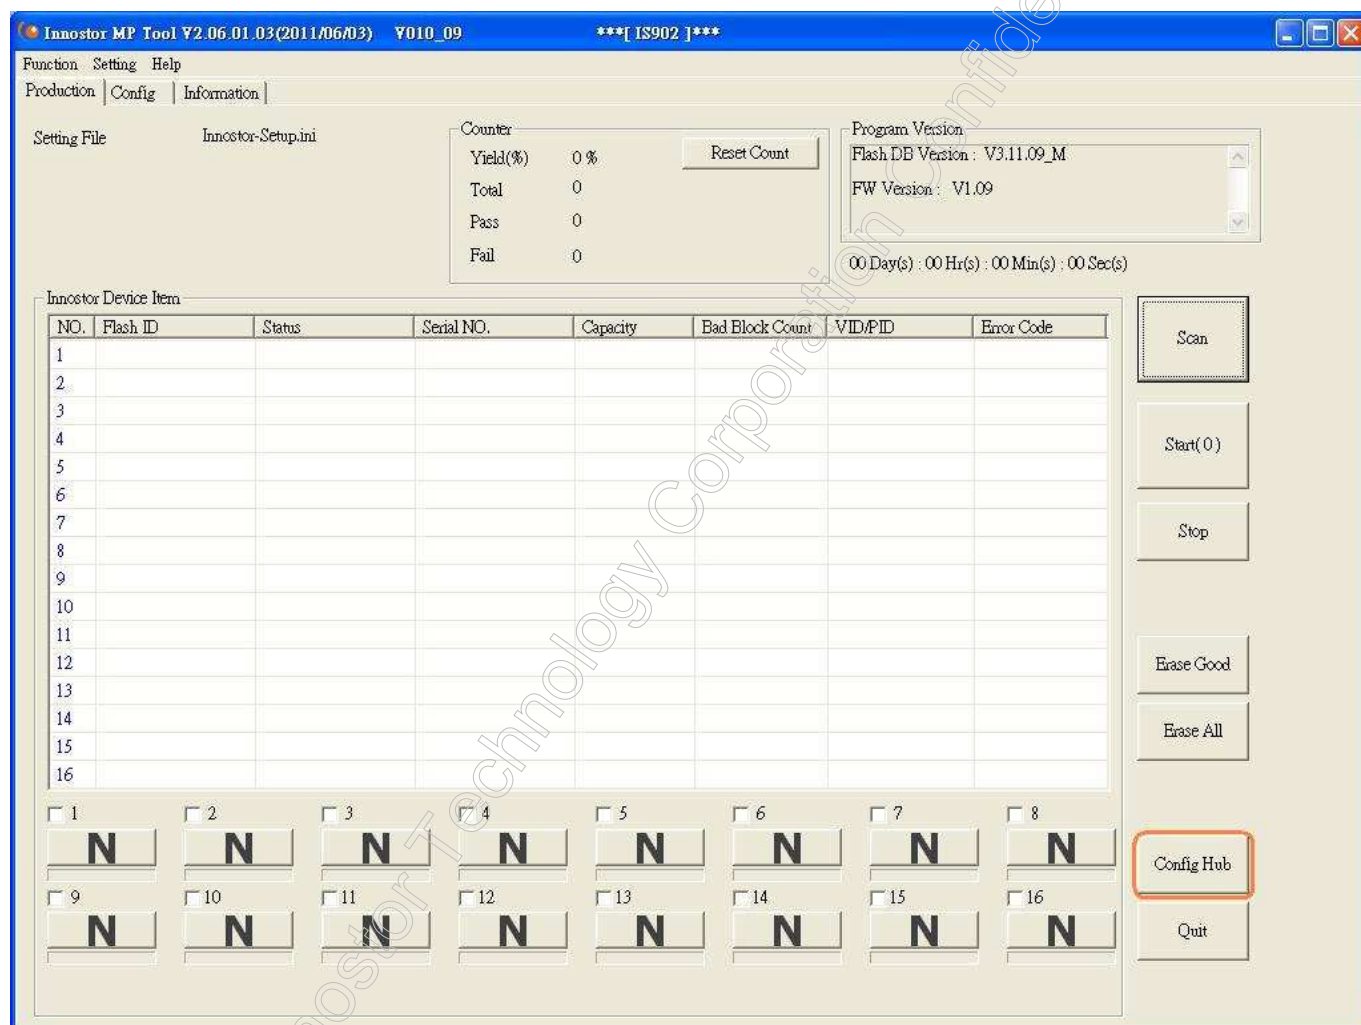 Innostor MP Tool V2.06.01.03(2011/06/03) V010_09 ***[ IS902 ]***
Function Setting Help
Production Config Information
Setting File Innostor-Setup.ini
Counter
Yield(%) 0 %
Reset Count
Total 0
Pass 0
Fail 0
Program Version
Flash DB Version : V3.11.09_M
FW Version : V1.09
00 Day(s) : 00 Hr(s) : 00 Min(s) : 00 Sec(s)
Innostor Device Item
NO. Flash ID Status Serial NO. Capacity Bad Block Count VID/PID Error Code
1
2
3
4
5
6
7
8
9
10
11
12
13
14
15
16
Scan
Start( 0 )
Stop
Erase Good
Erase All
Config Hub
Quit
1 2 3 4 5 6 7 8
N N N N N N N N
9 10 11 12 13 14 15 16
N N N N N N N N
Technology Corporation